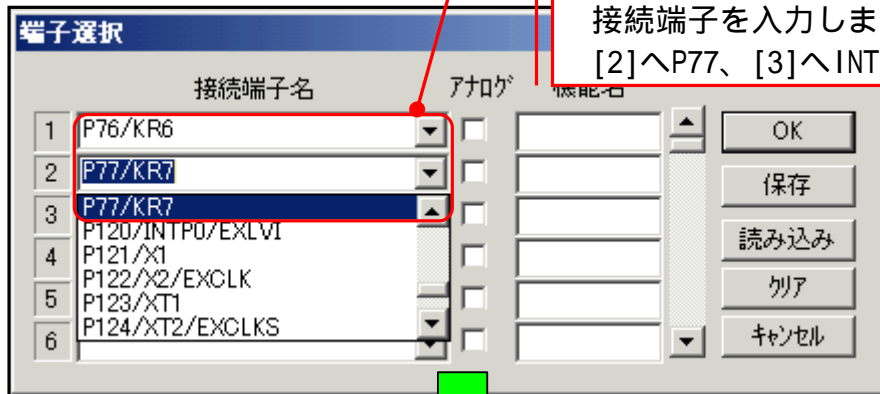 接続端子を入力しま
[2]へP77、[3]へINT
端子選択
接続端子名 アナログ 機能名
1 P76/KR6 OK
2 P77/KR7 保存
3 P77/KR7
P120/INTP0/EXLVI 読み込み
4 P121/X1
P122/X2/EXCLK クリア
5 P123/XT1
P124/XT2/EXCLKS キャンセル
6